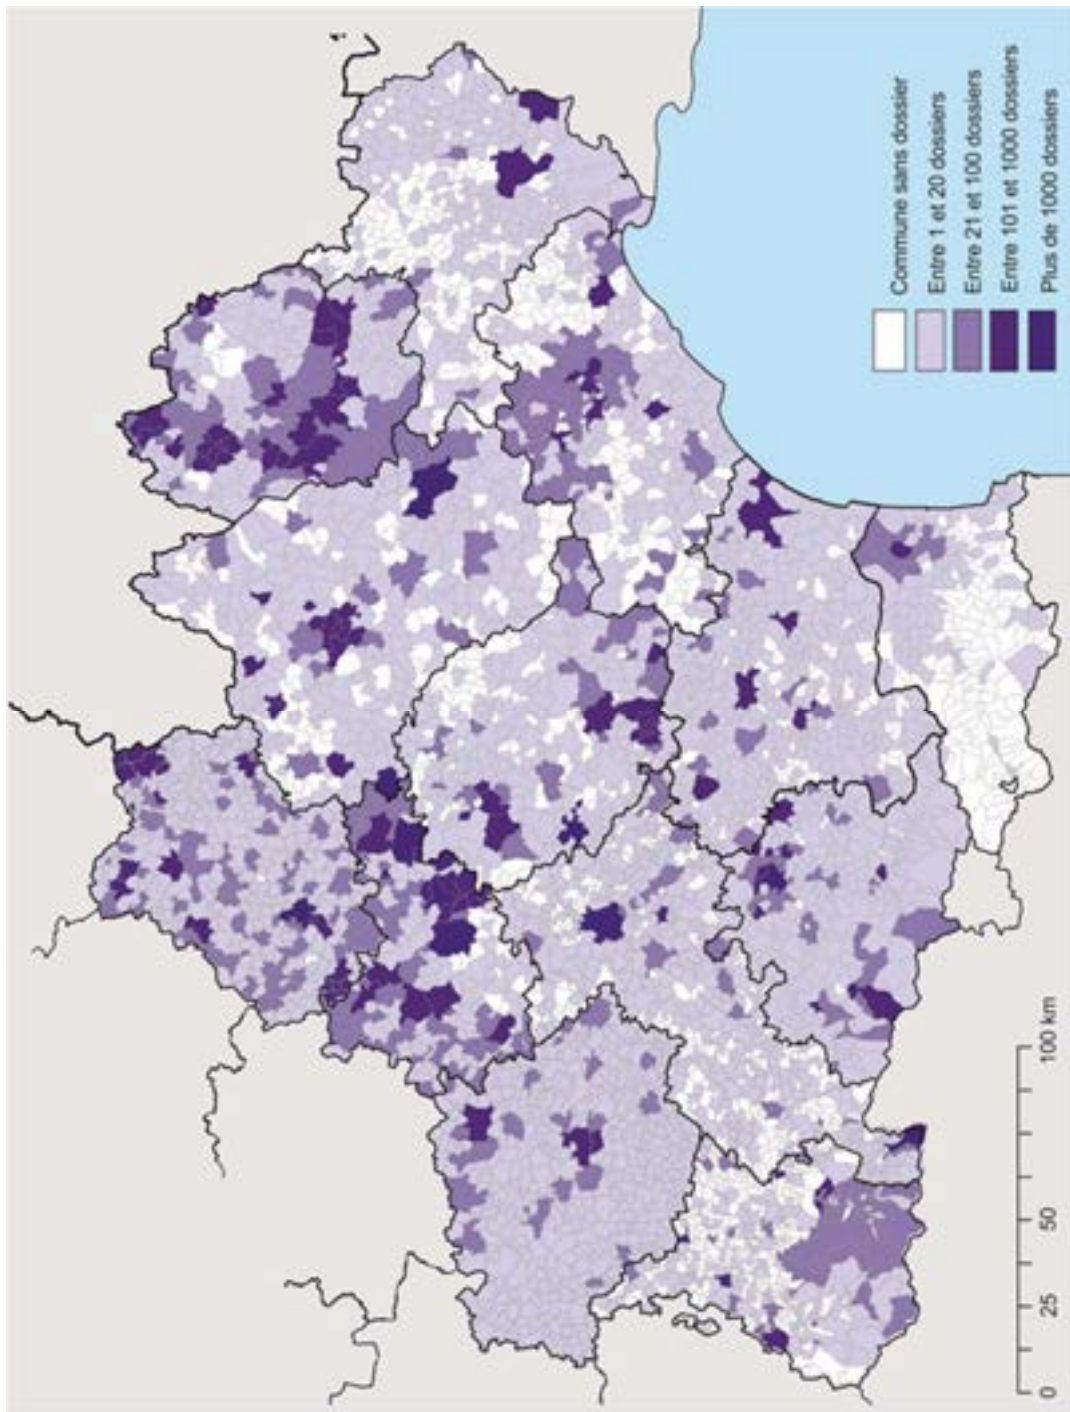 Commune sans dossier
Entre 1 et 20 dossiers
Entre 21 et 100 dossiers
Entre 101 et 1000 dossiers
Plus de 1000 dossiers
0 25 50 100 km